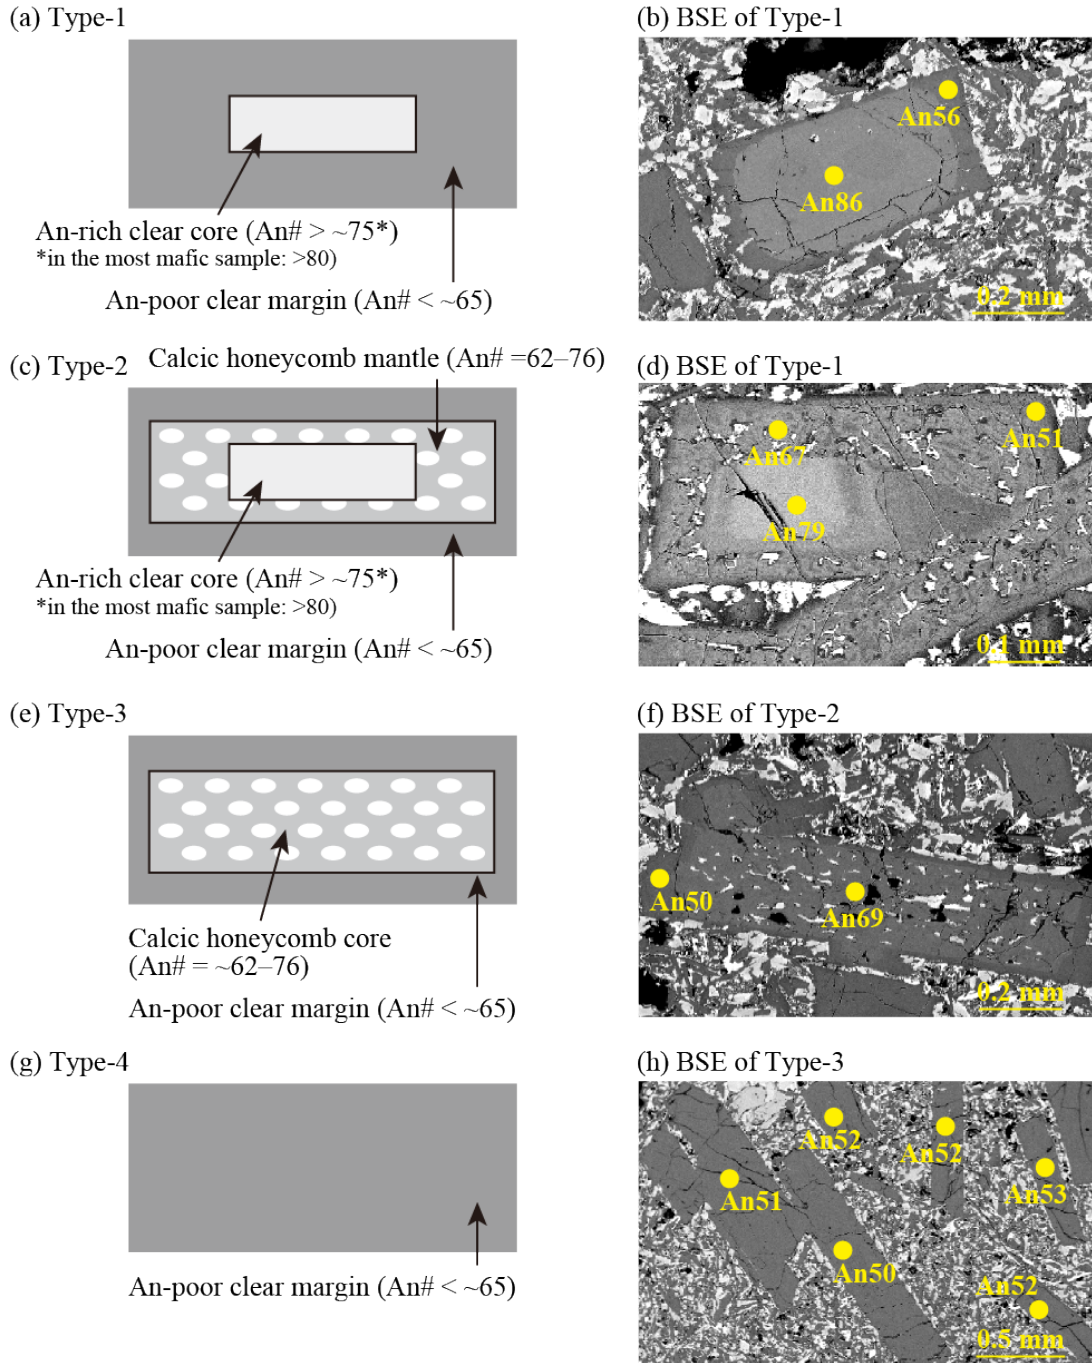 (a) Type-1
An-rich clear core (An# > ~75*)
*in the most mafic sample: >80)
An-poor clear margin (An# < ~65)
(b) BSE of Type-1
An56
An86
0.2 mm
(c) Type-2
Calcic honeycomb mantle (An# =62–76)
An-rich clear core (An# > ~75*)
*in the most mafic sample: >80)
An-poor clear margin (An# < ~65)
(d) BSE of Type-1
An51
An67
An79
0.1 mm
(e) Type-3
Calcic honeycomb core
(An# = ~62–76)
An-poor clear margin (An# < ~65)
(f) BSE of Type-2
An50
An69
0.2 mm
(g) Type-4
An-poor clear margin (An# < ~65)
(h) BSE of Type-3
An52
An52
An51
An53
An50
An52
0.5 mm